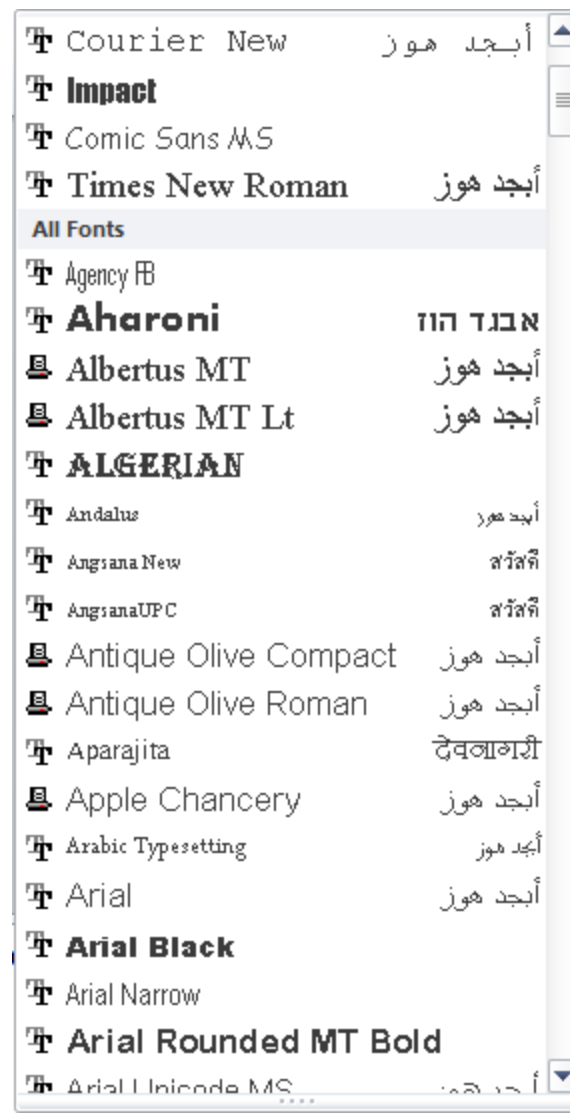 Courier New أبجد هوز
Impact
Comic Sans MS
Times New Roman أبجد هوز
All Fonts
Agency FB
Aharoni אבגד הוז
Albertus MT أبجد هوز
Albertus MT Lt أبجد هوز
ALGERIAN
Andalus أبجد هوز
Angsana New สวัสดี
AngsanaUPC สวัสดี
Antique Olive Compact أبجد هوز
Antique Olive Roman أبجد هوز
Aparajita देवनागरी
Apple Chancery أبجد هوز
Arabic Typesetting أبجد هوز
Arial أبجد هوز
Arial Black
Arial Narrow
Arial Rounded MT Bold
Arial Unicode MS